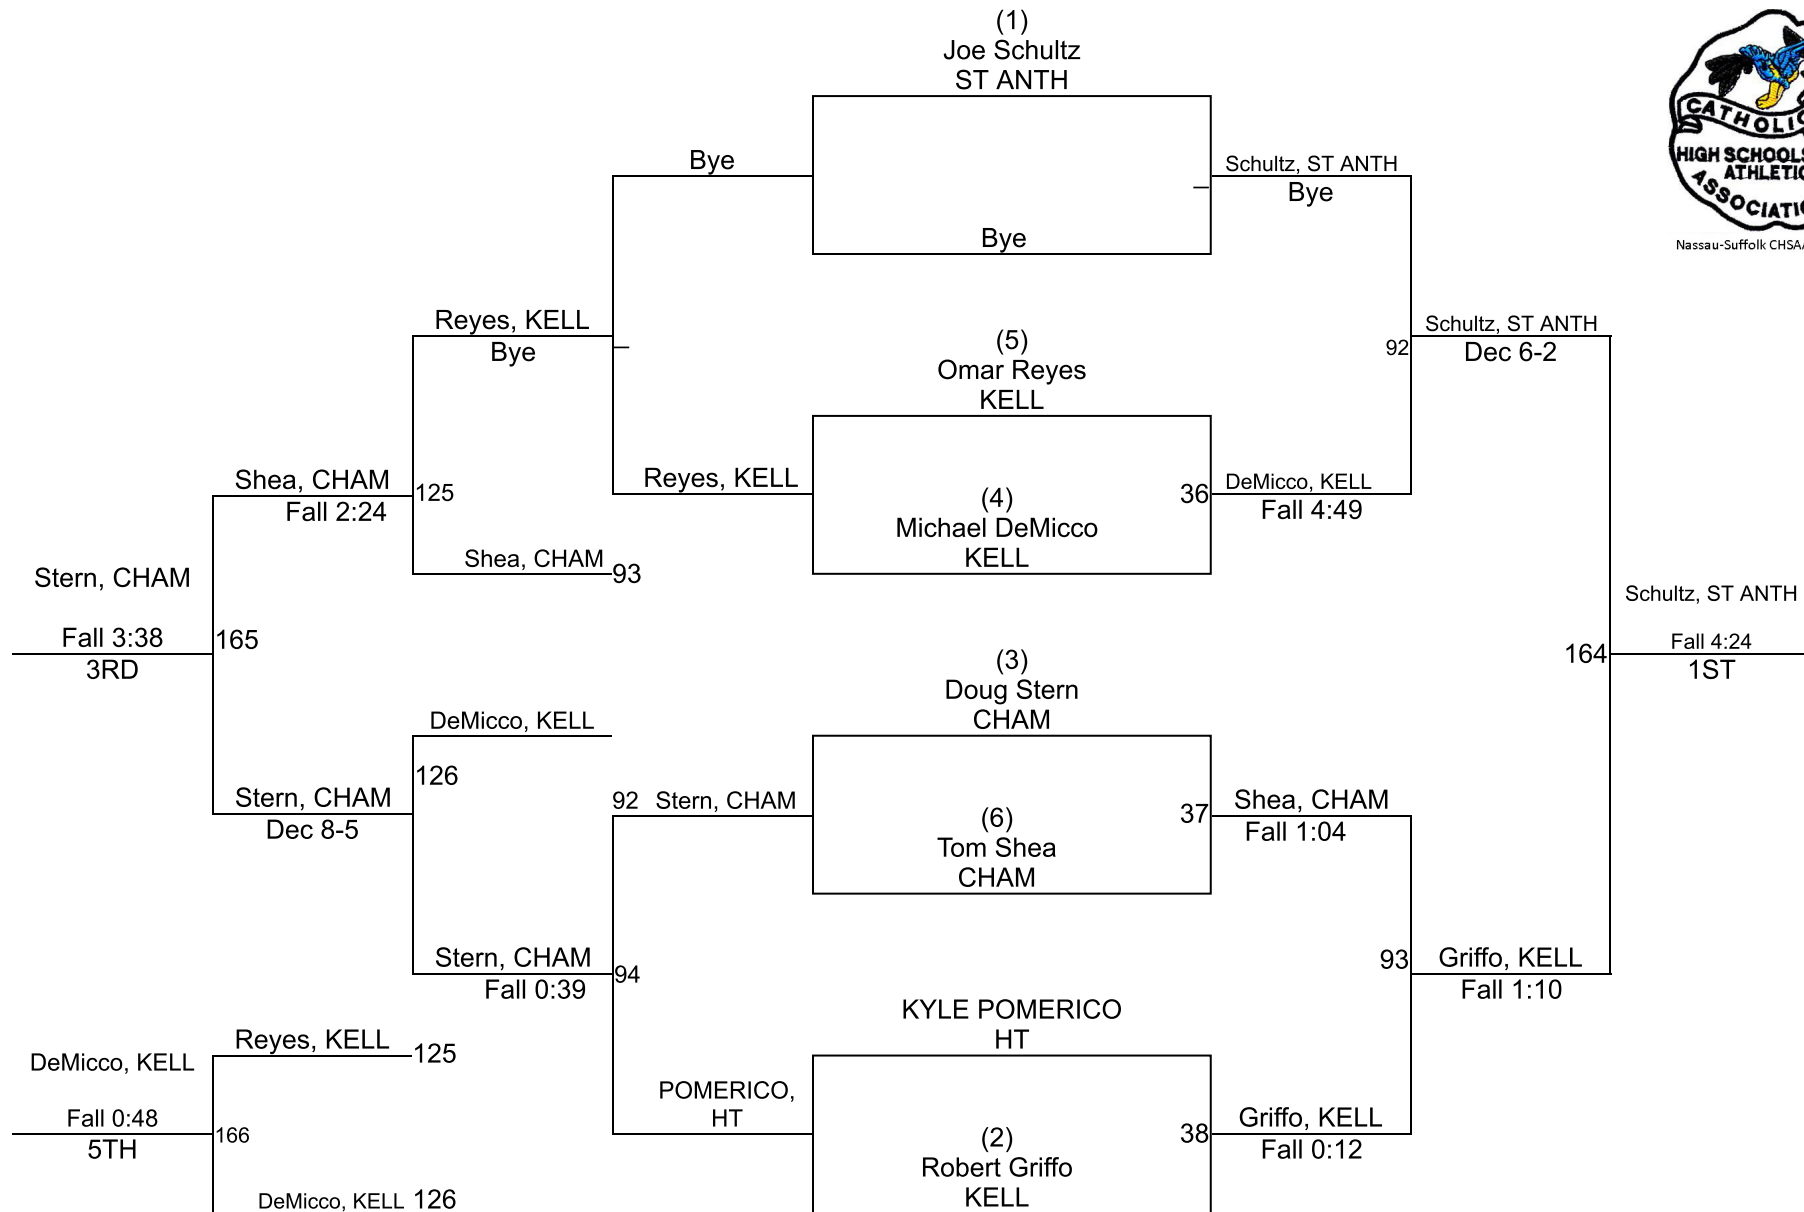 (1)
Joe Schultz
ST ANTH
CATHOLIC
HIGH SCHOOLS
ATHLETIC
Nassau-Suffolk CHSAA
Bye
Schultz, ST ANTH
Bye
Bye
Reyes, KELL
Bye
(5)
Omar Reyes
KELL
92
Schultz, ST ANTH
Dec 6-2
Shea, CHAM
Fall 2:24
125
Reyes, KELL
(4)
Michael DeMicco
KELL
36
DeMicco, KELL
Fall 4:49
Shea, CHAM
93
Stern, CHAM
Fall 3:38
3RD
165
Schultz, ST ANTH
164
Fall 4:24
1ST
(3)
Doug Stern
CHAM
DeMicco, KELL
126
Stern, CHAM
Dec 8-5
92 Stern, CHAM
(6)
Tom Shea
CHAM
37
Shea, CHAM
Fall 1:04
Stern, CHAM
Fall 0:39
94
93
Griffo, KELL
Fall 1:10
KYLE POMERICO
HT
Reyes, KELL
125
DeMicco, KELL
Fall 0:48
5TH
166
POMERICO,
HT
(2)
Robert Griffo
KELL
38
Griffo, KELL
Fall 0:12
DeMicco, KELL 126